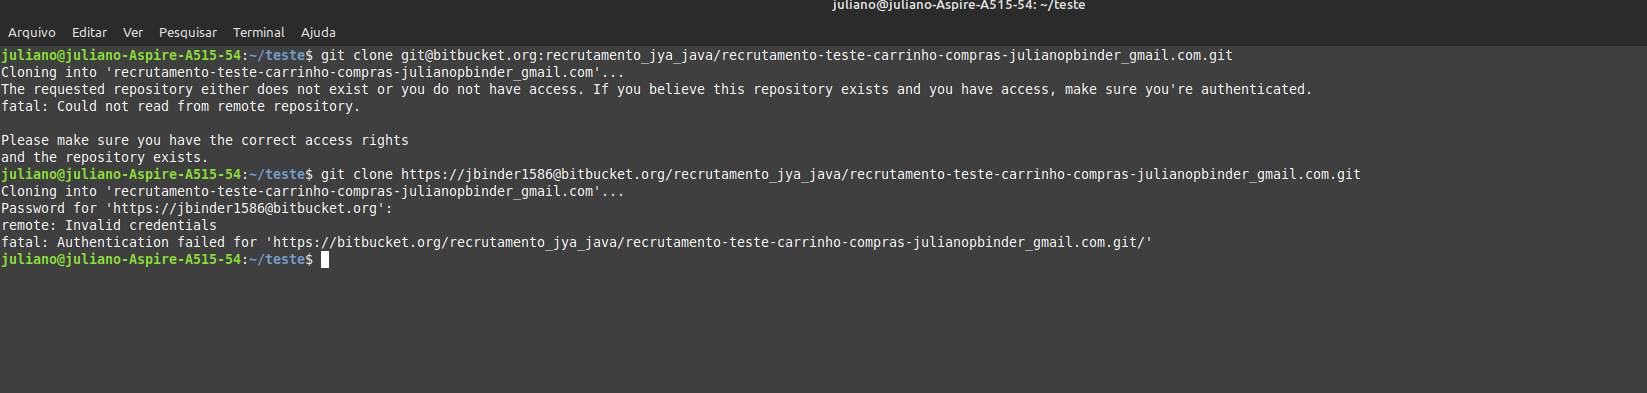 juliano@juliano-Aspire-A515-54: ~/teste
Arquivo Editar Ver Pesquisar Terminal Ajuda
juliano@juliano-Aspire-A515-54:~/teste$ git clone git@bitbucket.org:recrutamento_jya_java/recrutamento-teste-carrinho-compras-julianopbinder_gmail.com.git
Cloning into 'recrutamento-teste-carrinho-compras-julianopbinder_gmail.com'...
The requested repository either does not exist or you do not have access. If you believe this repository exists and you have access, make sure you're authenticated.
fatal: Could not read from remote repository.

Please make sure you have the correct access rights
and the repository exists.
juliano@juliano-Aspire-A515-54:~/teste$ git clone https://jbinder1586@bitbucket.org/recrutamento_jya_java/recrutamento-teste-carrinho-compras-julianopbinder_gmail.com.git
Cloning into 'recrutamento-teste-carrinho-compras-julianopbinder_gmail.com'...
Password for 'https://jbinder1586@bitbucket.org':
remote: Invalid credentials
fatal: Authentication failed for 'https://bitbucket.org/recrutamento_jya_java/recrutamento-teste-carrinho-compras-julianopbinder_gmail.com.git/'
juliano@juliano-Aspire-A515-54:~/teste$